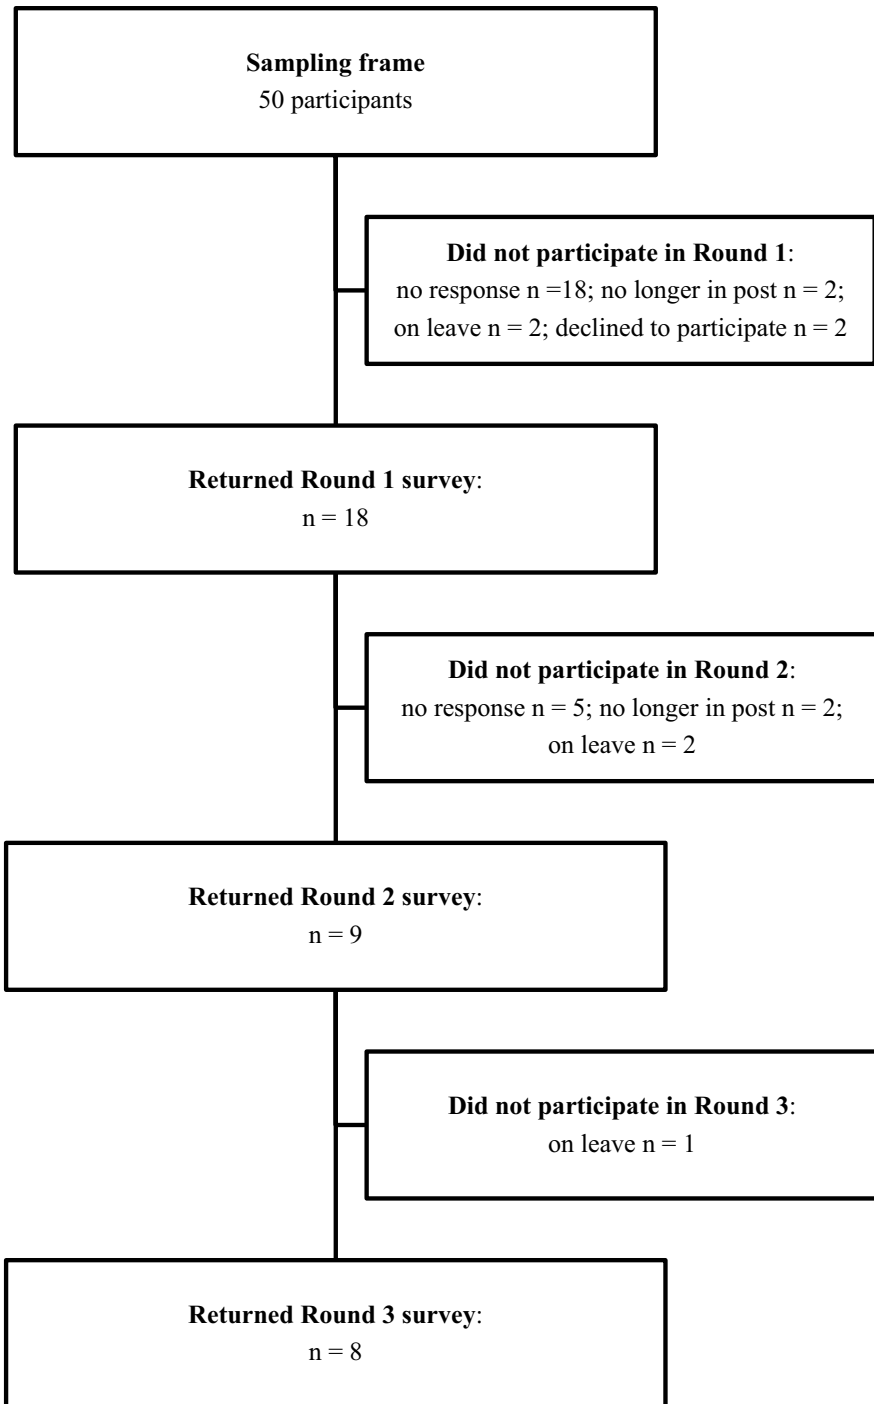 Sampling frame
50 participants
Did not participate in Round 1:
no response n =18; no longer in post n = 2;
on leave n = 2; declined to participate n = 2
Returned Round 1 survey:
n = 18
Did not participate in Round 2:
no response n = 5; no longer in post n = 2;
on leave n = 2
Returned Round 2 survey:
n = 9
Did not participate in Round 3:
on leave n = 1
Returned Round 3 survey:
n = 8